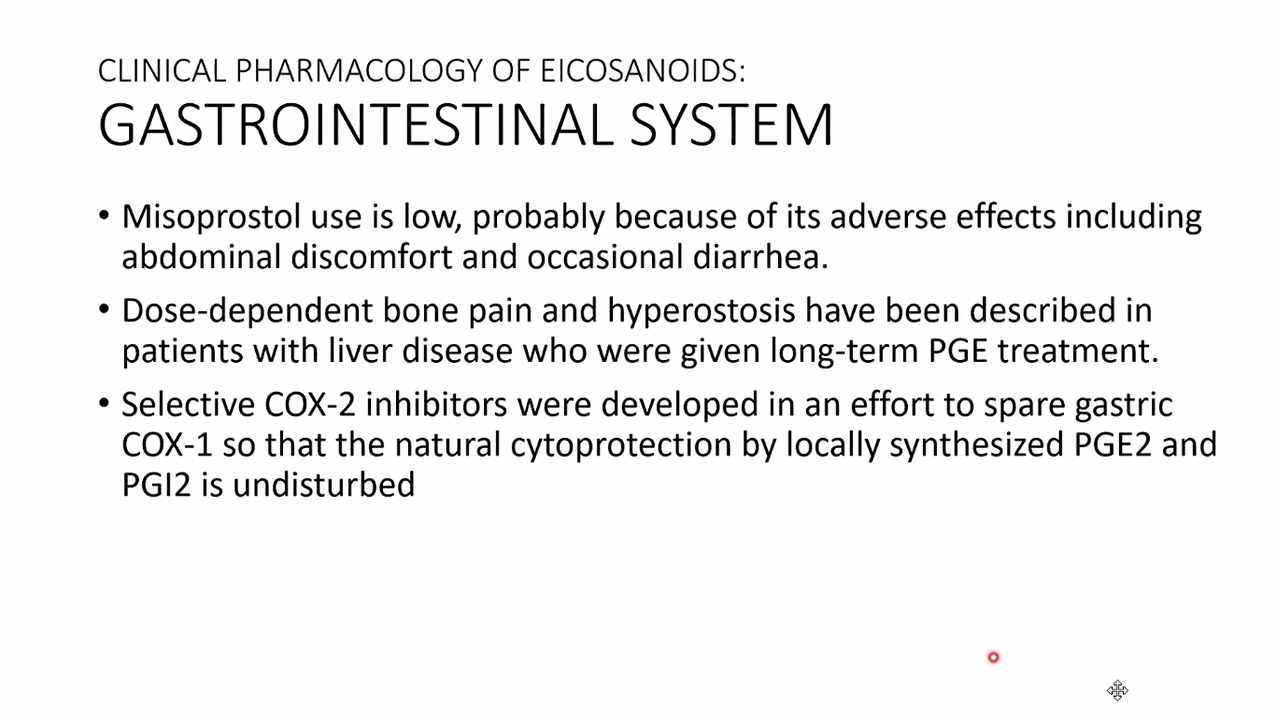 CLINICAL PHARMACOLOGY OF EICOSANOIDS:
GASTROINTESTINAL SYSTEM
• Misoprostol use is low, probably because of its adverse effects including
abdominal discomfort and occasional diarrhea.
• Dose-dependent bone pain and hyperostosis have been described in
patients with liver disease who were given long-term PGE treatment.
• Selective COX-2 inhibitors were developed in an effort to spare gastric
COX-1 so that the natural cytoprotection by locally synthesized PGE2 and
PGI2 is undisturbed